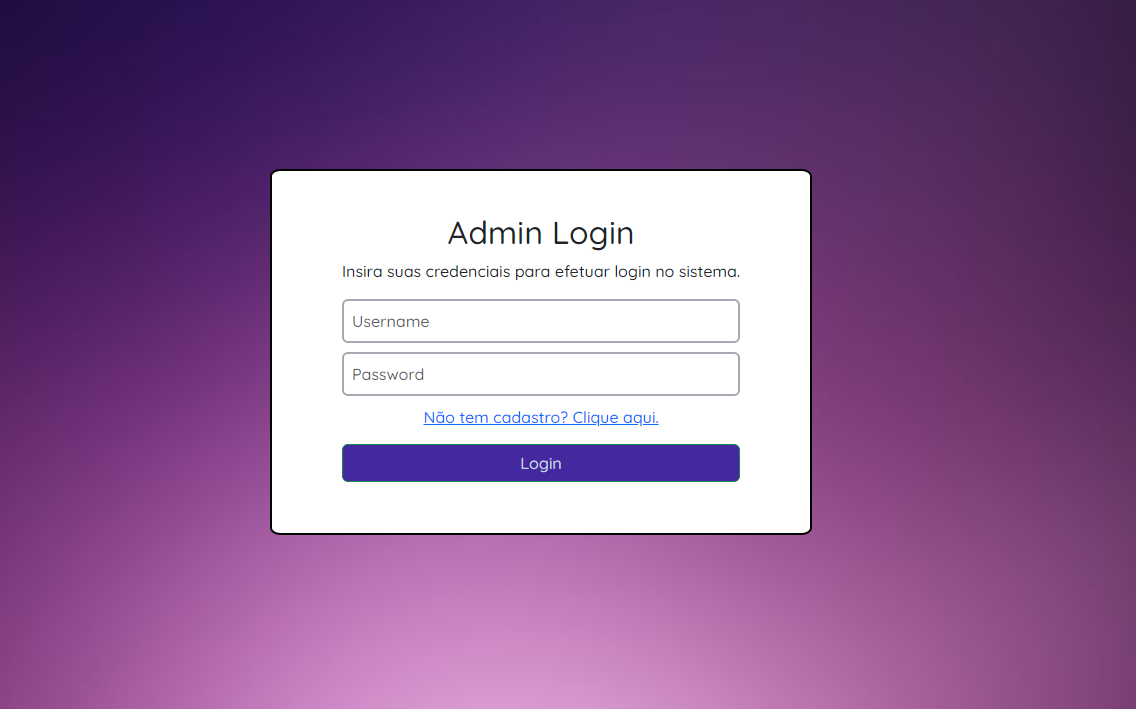 Admin Login
Insira suas credenciais para efetuar login no sistema.
Username
Password
Não tem cadastro? Clique aqui.
Login